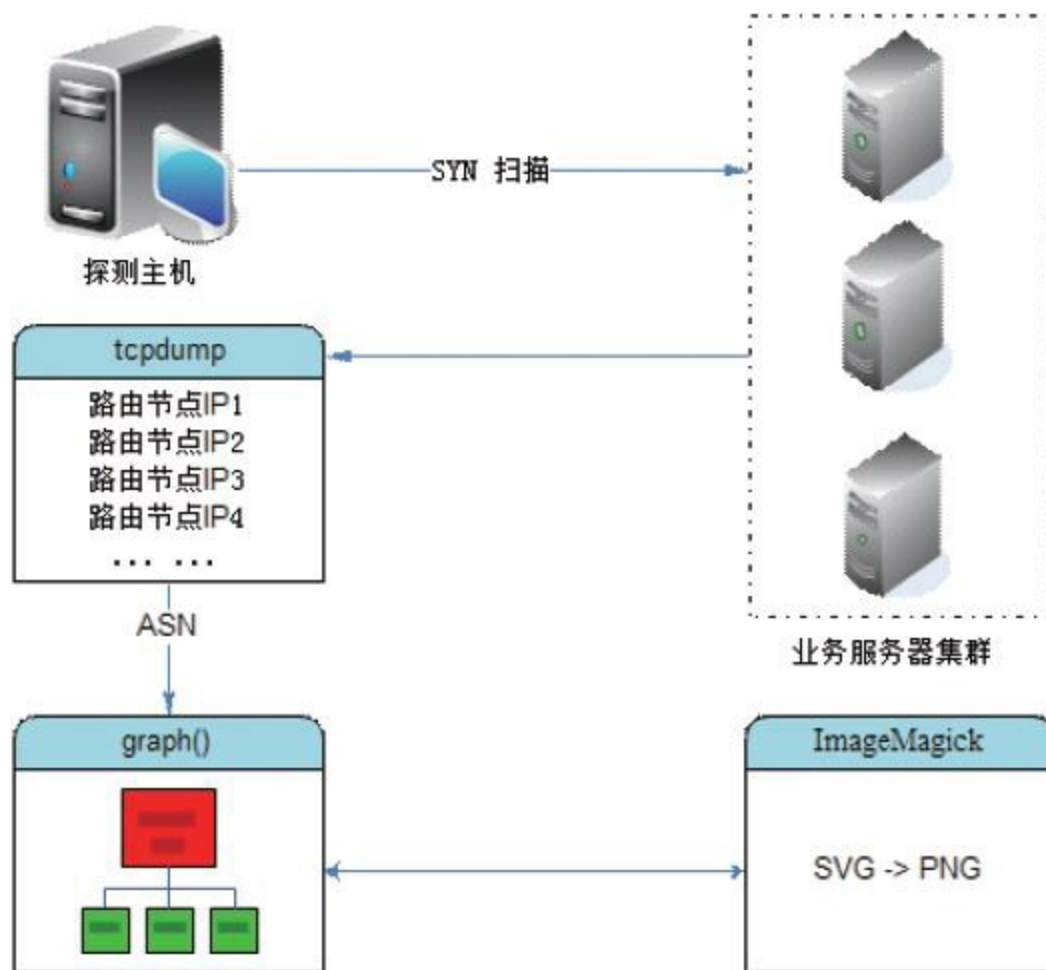 SYN 扫描
探测主机
tcpdump
路由节点IP1
路由节点IP2
路由节点IP3
路由节点IP4
... ...
ASN
业务服务器集群
graph()
ImageMagick
SVG -> PNG